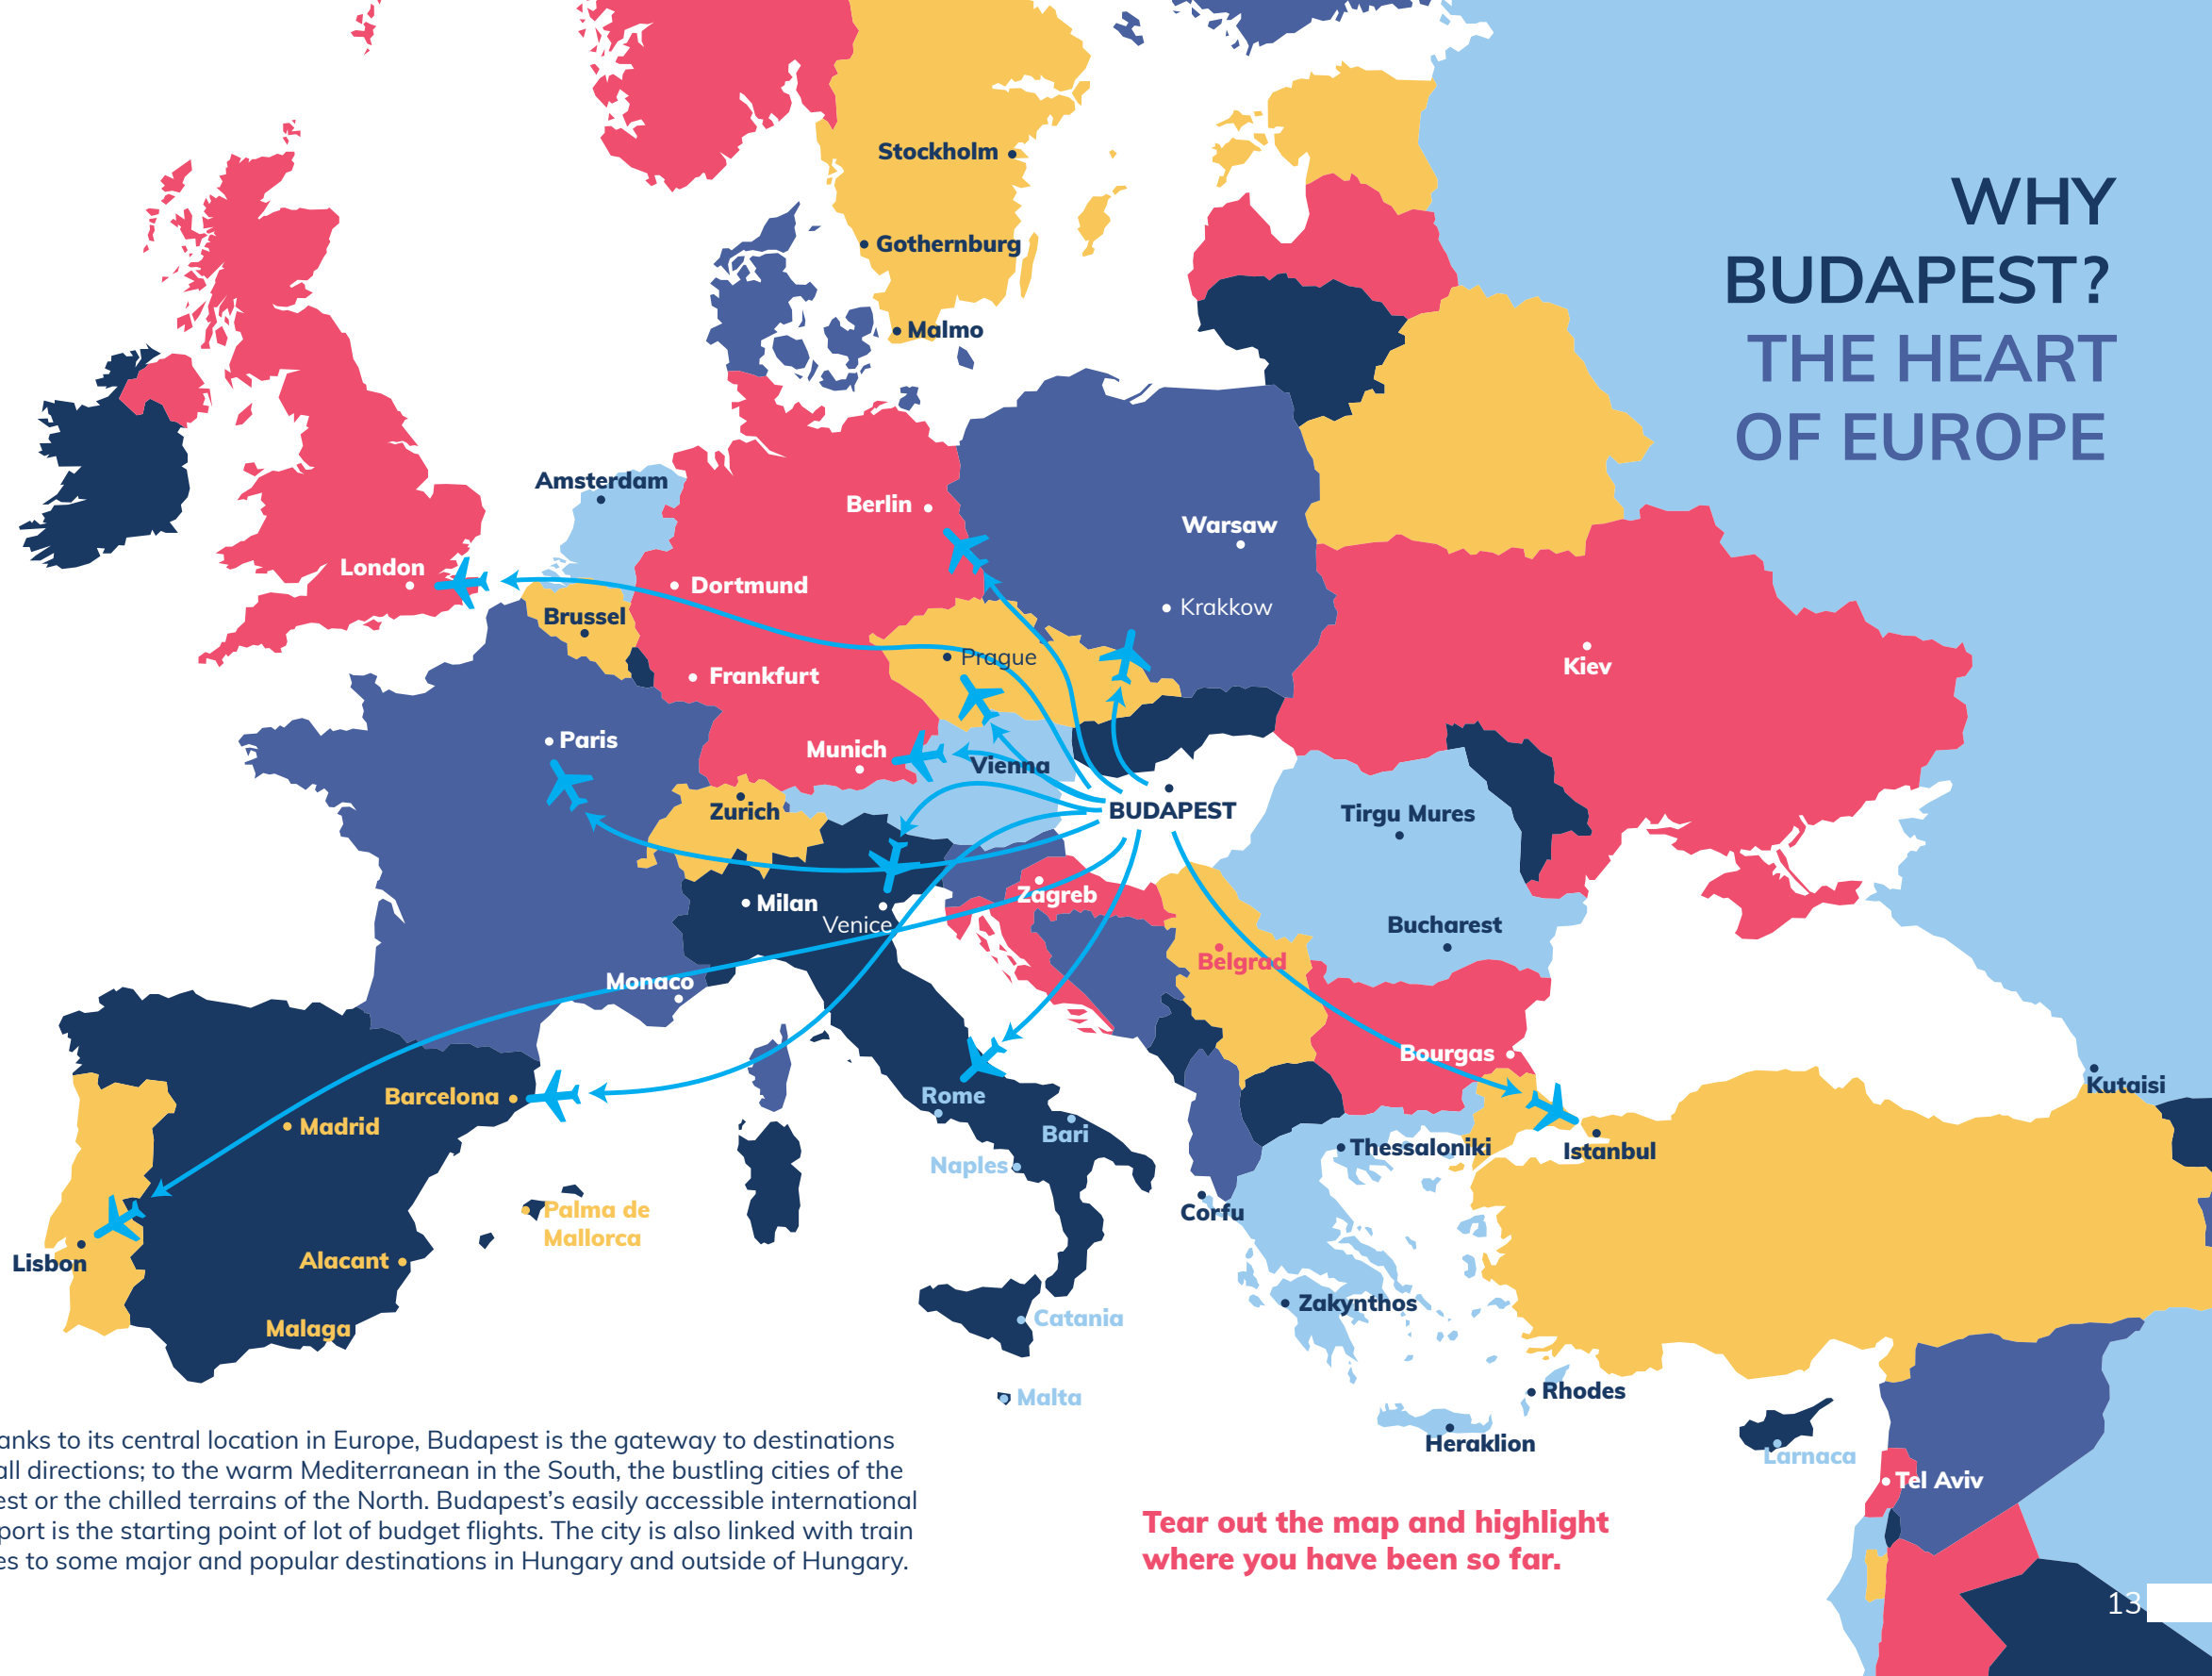 WHY
BUDAPEST?
THE HEART
OF EUROPE
Stockholm
Gothernburg
Malmo
Amsterdam
Berlin
Warsaw
London
Dortmund
Brussel
Krakkow
Prague
Kiev
Frankfurt
Paris
Munich
Vienna
Zurich
BUDAPEST
Tirgu Mures
Milan
Zagreb
Venice
Bucharest
Belgrad
Monaco
Bourgas
Kutaisi
Barcelona
Rome
Madrid
Bari
Thessaloniki
Istanbul
Naples
Palma de
Mallorca
Corfu
Lisbon
Alacant
Zakynthos
Catania
Malaga
Rhodes
Malta
Heraklion
Larnaca
Tel Aviv
anks to its central location in Europe, Budapest is the gateway to destinations
all directions; to the warm Mediterranean in the South, the bustling cities of the
est or the chilled terrains of the North. Budapest’s easily accessible international
port is the starting point of lot of budget flights. The city is also linked with train
es to some major and popular destinations in Hungary and outside of Hungary.
Tear out the map and highlight
where you have been so far.
13